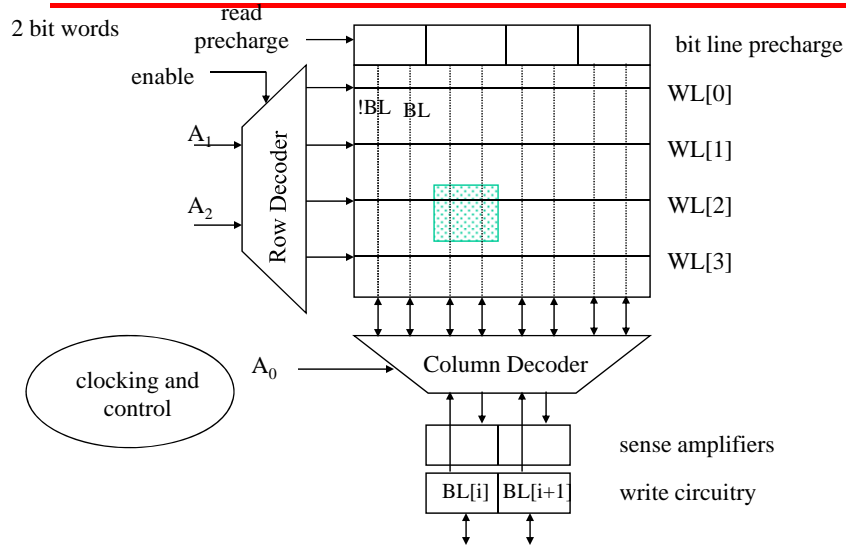 2 bit words
read
precharge
bit line precharge
enable
WL[0]
!BL BL
A₁
WL[1]
Row Decoder
A₂
WL[2]
WL[3]
A₀
Column Decoder
clocking and
control
sense amplifiers
BL[i] BL[i+1]
write circuitry